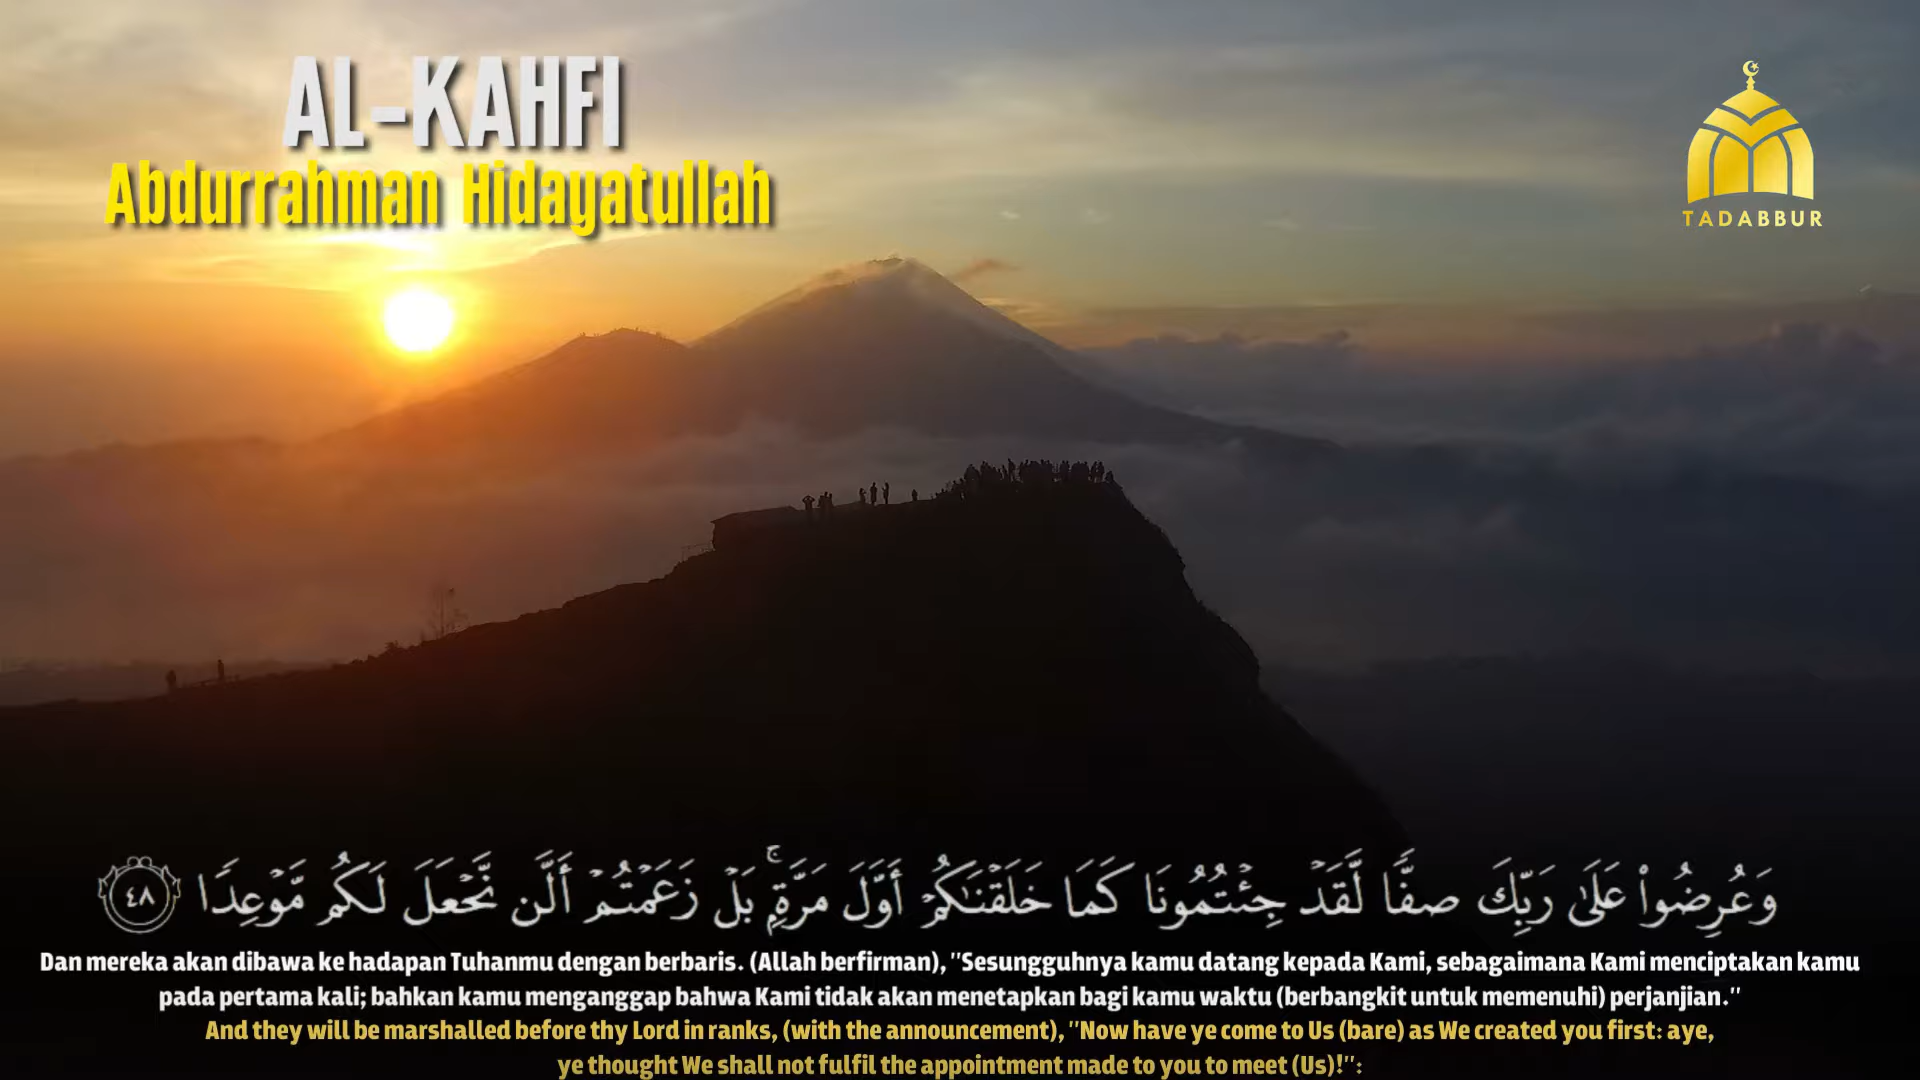 AL-KAHFI
Abdurrahman Hidayatullah
TADABBUR
وَعُرِضُوا۟ عَلَىٰ رَبِّكَ صَفًّا لَّقَدْ جِئْتُمُونَا كَمَا خَلَقْنَـٰكُمْ أَوَّلَ مَرَّةٍۭ ۚ بَلْ زَعَمْتُمْ أَلَّن نَّجْعَلَ لَكُم مَّوْعِدًا ٤٨
Dan mereka akan dibawa ke hadapan Tuhanmu dengan berbaris. (Allah berfirman), "Sesungguhnya kamu datang kepada Kami, sebagaimana Kami menciptakan kamu
pada pertama kali; bahkan kamu menganggap bahwa Kami tidak akan menetapkan bagi kamu waktu (berbangkit untuk memenuhi) perjanjian."
And they will be marshalled before thy Lord in ranks, (with the announcement), "Now have ye come to Us (bare) as We created you first: aye,
ye thought We shall not fulfil the appointment made to you to meet (Us)!":